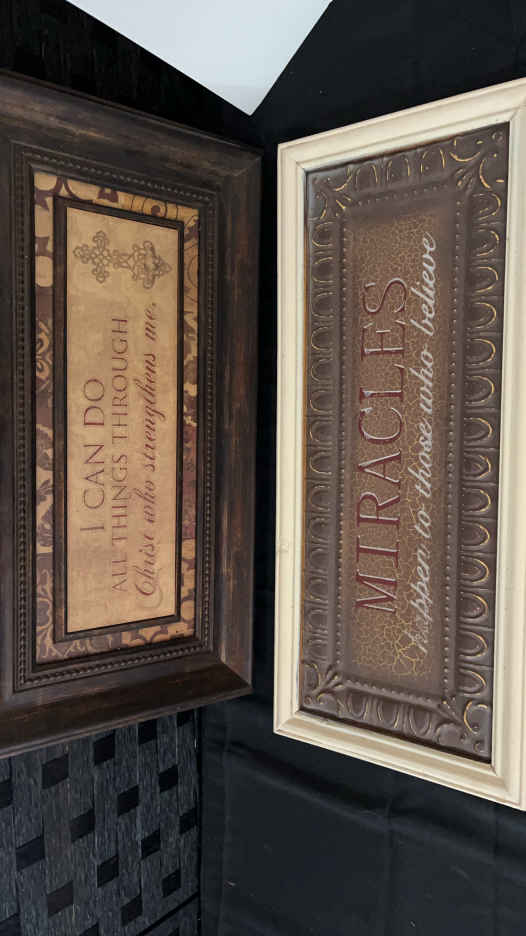 I CAN DO
ALL THINGS THROUGH
Christ who strengthens me.
MIRACLES
happen to those who believe